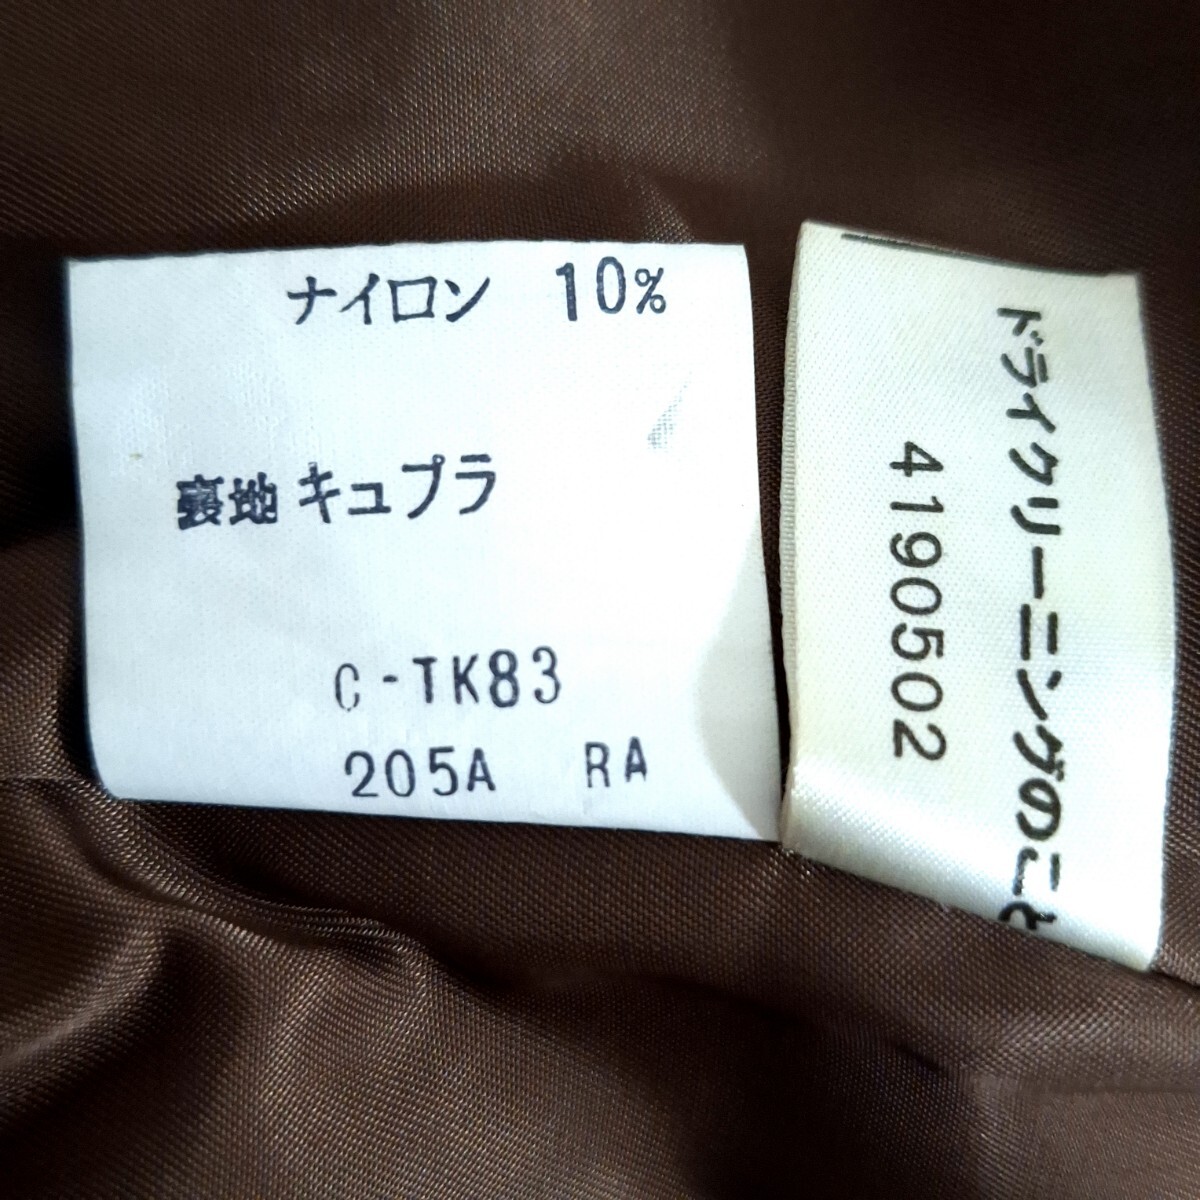 ナイロン 10%
裏地 キュプラ
C-TK83
205A RA
ドライクリーニングのこと
4190502